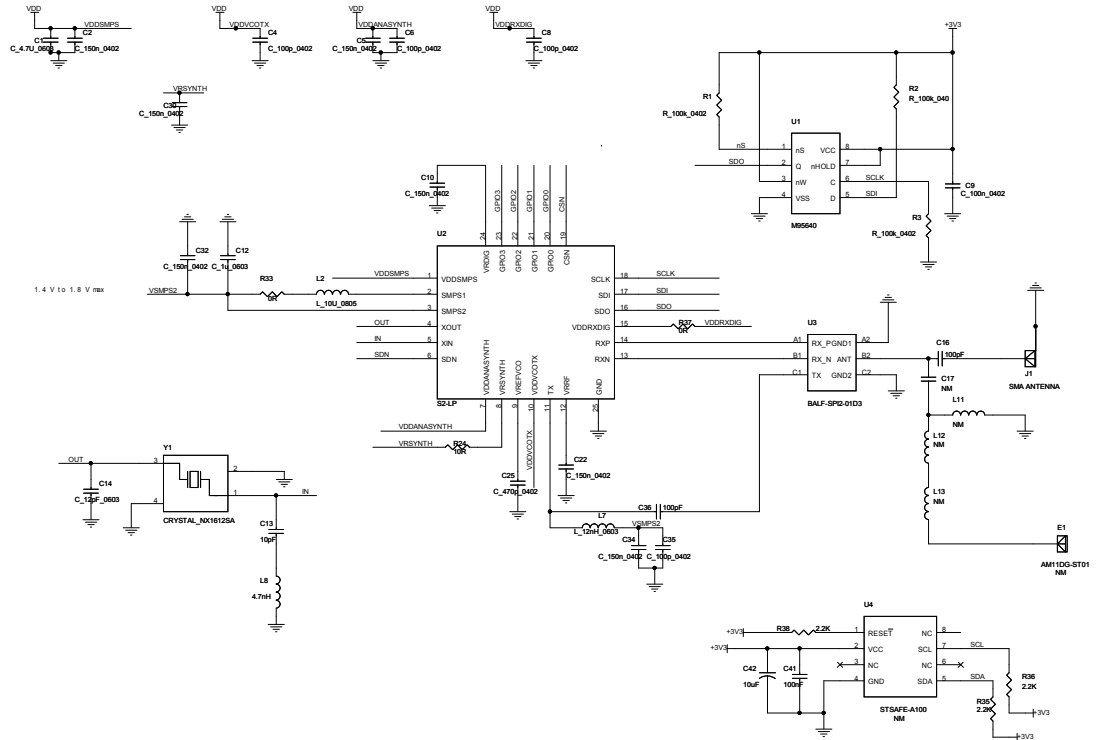 VDD
VDDSMPS
C1
C_4.7U_0603
C2
C_150n_0402
VDD
VDDVCOTX
C4
C_100p_0402
VDD
VDDANASYNTH
C5
C_150n_0402
C6
C_100p_0402
VDD
VDDRXDIG
C8
C_100p_0402
VRSYNTH
C30
C_150n_0402
+3V3
R1
R_100k_0402
R2
R_100k_040
U1
nS
1
nS
VCC
8
SDO
2
Q
nHOLD
7
3
nW
C
6
SCLK
4
VSS
D
5
SDI
M95640
C9
C_100n_0402
R3
R_100k_0402
C10
C_150n_0402
GPIO3
GPIO2
GPIO1
GPIO0
CSN
24
23
22
21
20
19
VRDIG
GPIO3
GPIO2
GPIO1
GPIO0
CSN
U2
C32
C_150n_0402
C12
C_1u_0603
1.4 V to 1.8 V max
VSMPS2
R33
0R
L2
L_10U_0805
VDDSMPS
1
VDDSMPS
2
SMPS1
3
SMPS2
OUT
4
XOUT
IN
5
XIN
SDN
6
SDN
SCLK
18
SCLK
SDI
17
SDI
SDO
16
SDO
VDDRXDIG
15
R37
0R
VDDRXDIG
RXP
14
RXN
13
VDDANASYNTH
VRSYNTH
VREFVCO
VDDVCOTX
TX
VRRF
GND
7
8
9
10
11
12
25
S2-LP
VDDANASYNTH
VRSYNTH
R24
10R
VDDVCOTX
C25
C_470p_0402
C22
C_150n_0402
C36
100pF
L7
L_12nH_0603
VSMPS2
C34
C_150n_0402
C35
C_100p_0402
U3
A1
RX_P
GND1
A2
B1
RX_N
ANT
B2
C1
TX
GND2
C2
BALF-SPI2-01D3
C16
100pF
J1
SMA ANTENNA
C17
NM
L11
NM
L12
NM
L13
NM
E1
AM11DG-ST01
NM
Y1
OUT
3
2
1
IN
4
C14
C_12pF_0603
CRYSTAL_NX1612SA
C13
10pF
L8
4.7nH
U4
+3V3
R38
2.2K
1
RESET
NC
8
+3V3
2
VCC
SCL
7
SCL
3
NC
NC
6
4
GND
SDA
5
SDA
C42
10uF
C41
100nF
STSAFE-A100
NM
R36
2.2K
R35
2.2K
+3V3
+3V3